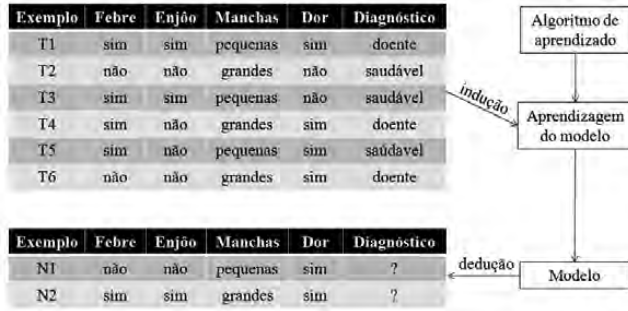 Exemplo Febre Enjôo Manchas Dor Diagnóstico
T1 sim sim pequenas sim doente
T2 não não grandes não saudável
T3 sim sim pequenas não saudável
T4 sim não grandes sim doente
T5 sim não pequenas sim saúdavel
T6 não não grandes sim doente
Algoritmo de
aprendizado
indução
Aprendizagem
do modelo
Exemplo Febre Enjôo Manchas Dor Diagnóstico
N1 não não pequenas sim ?
N2 sim sim grandes sim ?
dedução
Modelo